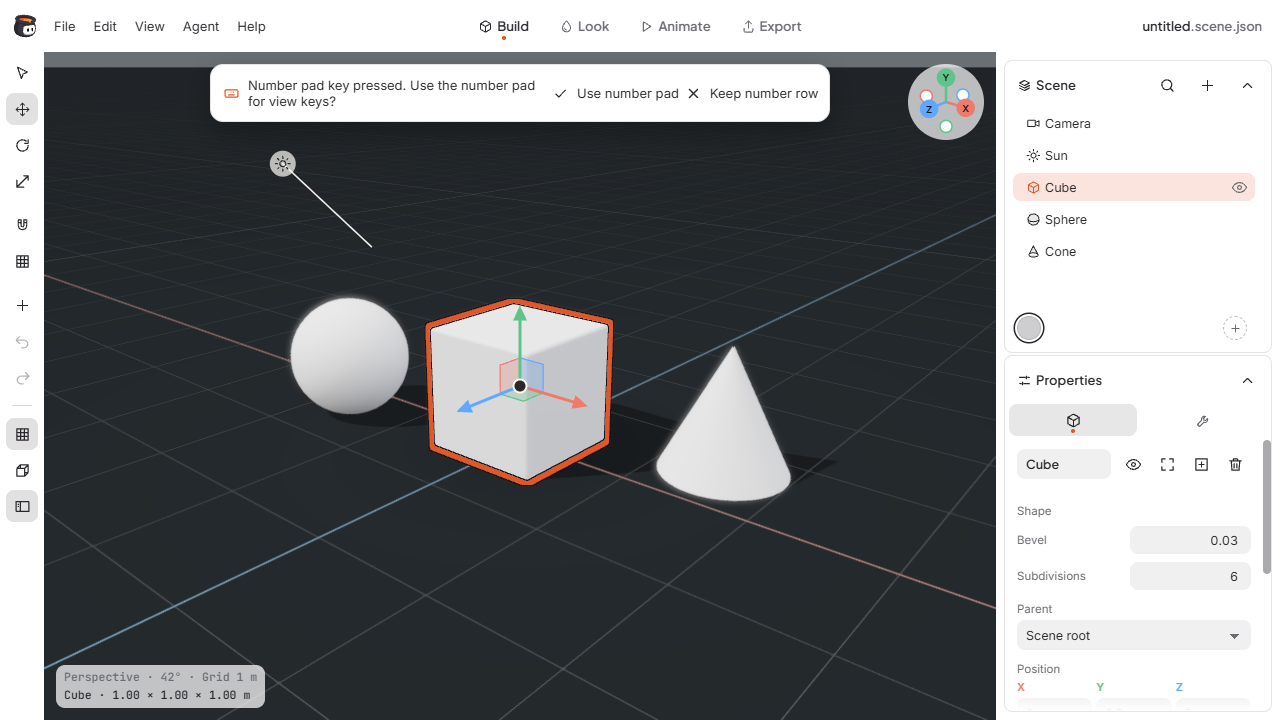 File Edit View Agent Help
Build Look Animate Export
untitled.scene.json
Number pad key pressed. Use the number pad
for view keys?
Use number pad Keep number row
Y
Z X
Scene
Camera
Sun
Cube
Sphere
Cone
Properties
Cube
Shape
Bevel 0.03
Subdivisions 6
Parent
Scene root
Position
X Y Z
Perspective · 42° · Grid 1 m
Cube · 1.00 × 1.00 × 1.00 m